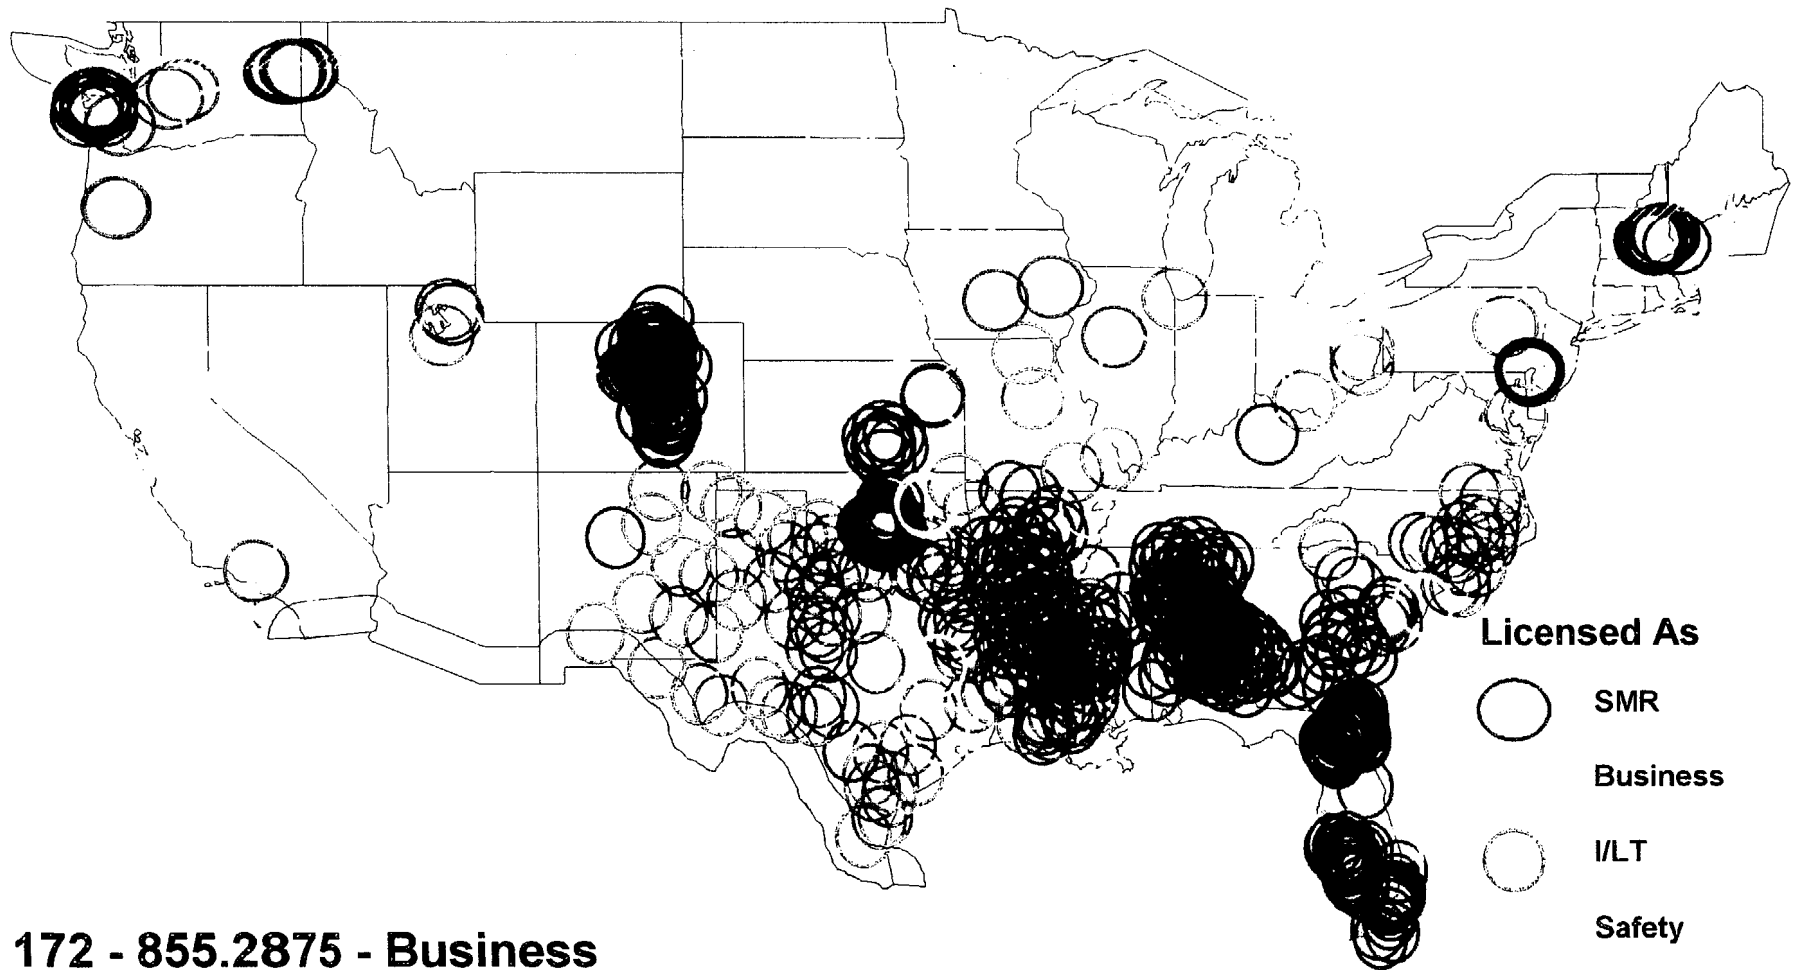 Licensed As
SMR
Business
I/LT
Safety
172 - 855.2875 - Business